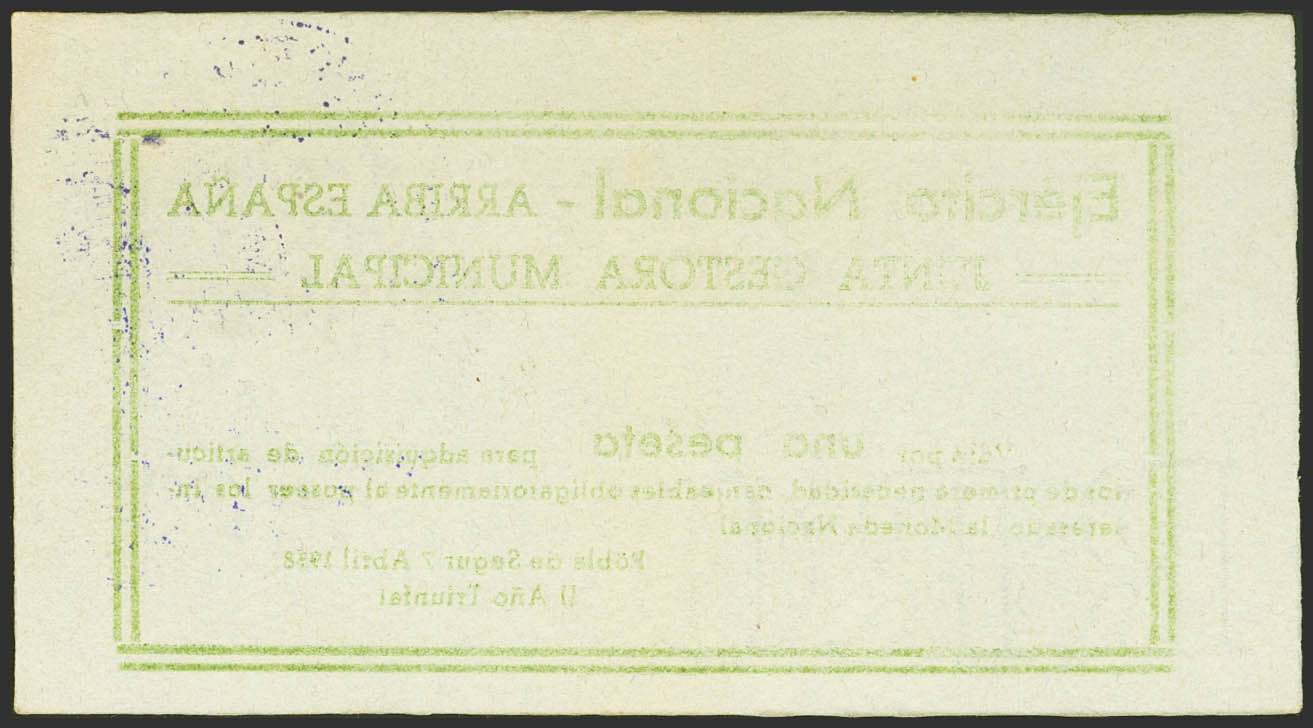 Ejército Nacional - ARRIBA ESPAÑA
JUNTA GESTORA MUNICIPAL
Vale por una peseta para adquisición de artícu-
los de primera necesidad, canjeables obligatoriamente al poseer los in-
teresado la Moneda Nacional
Pobla de Segur 7 Abril 1938
II Año Triunfal